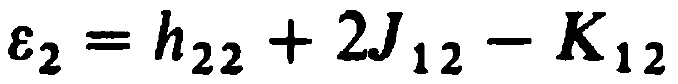 ε₂ = h₂₂ + 2J₁₂ − K₁₂